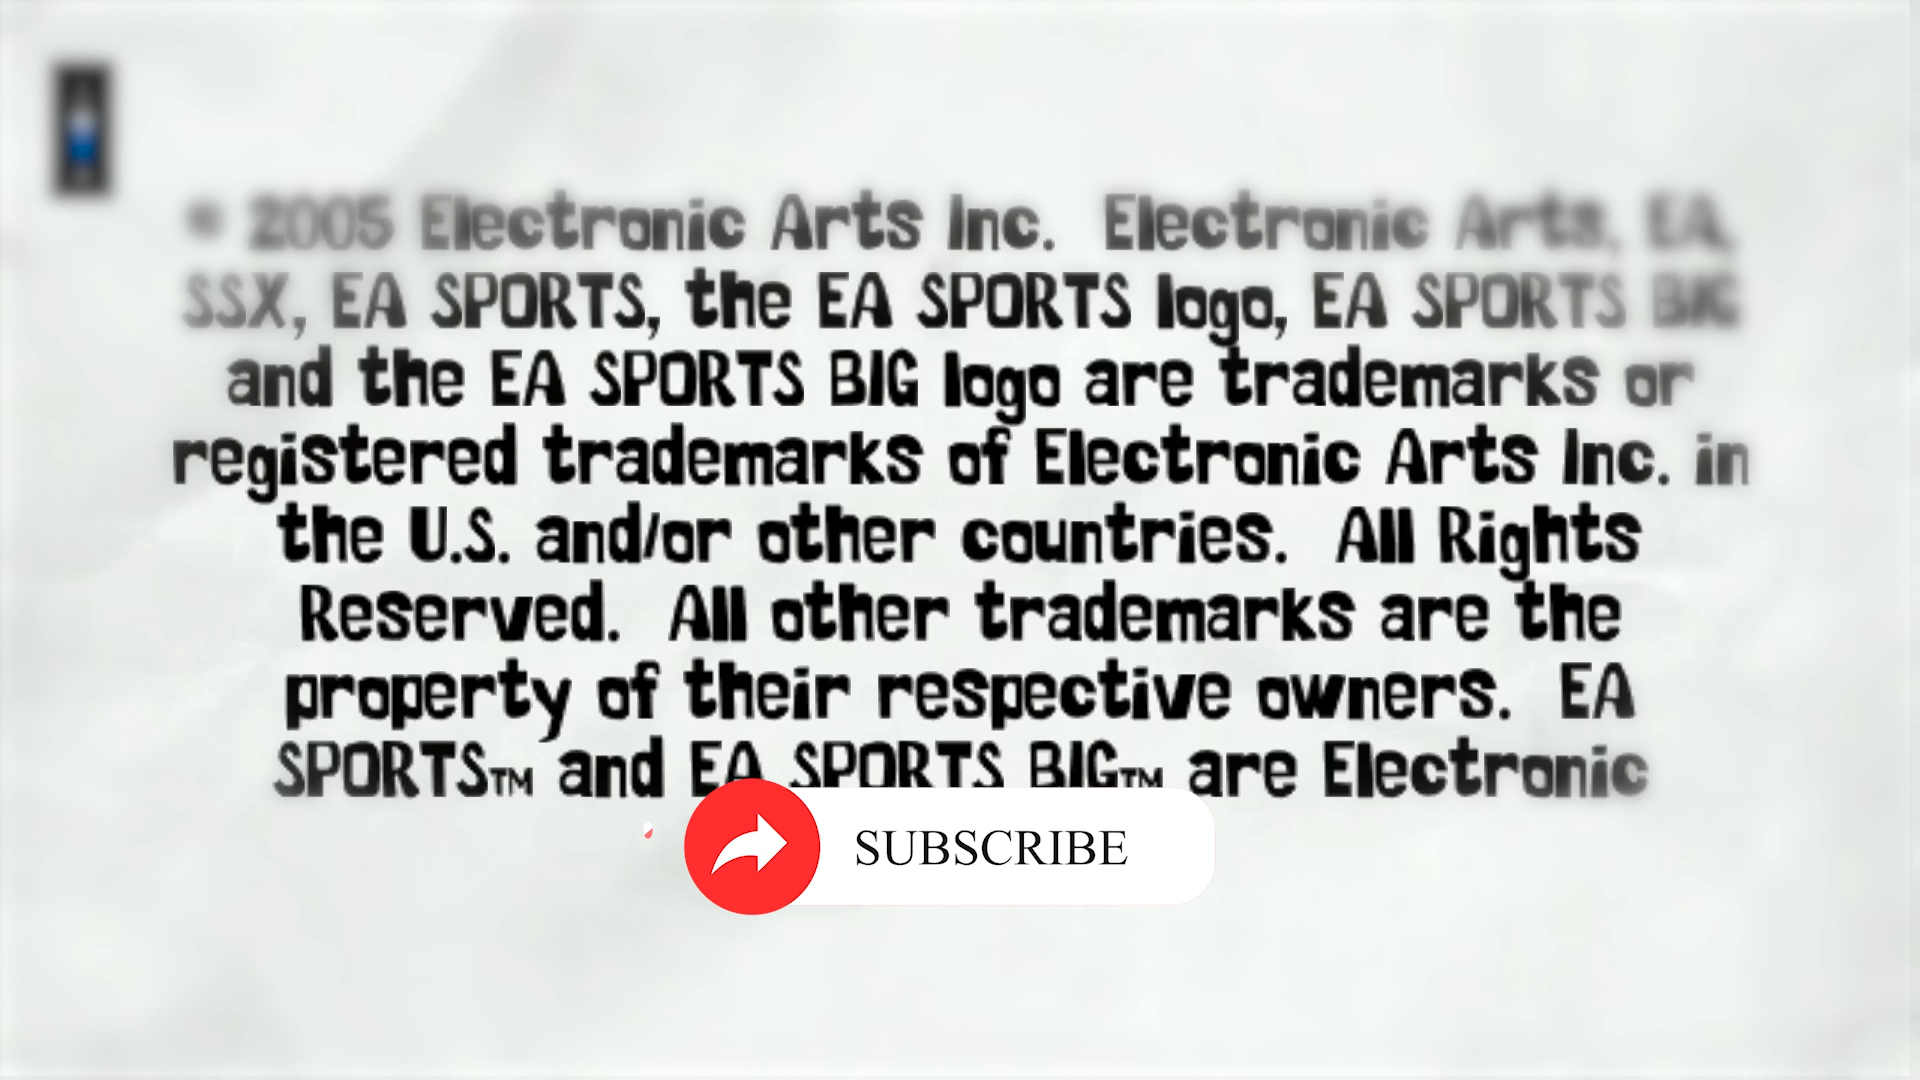 © 2005 Electronic Arts Inc.  Electronic Arts, EA,
SSX, EA SPORTS, the EA SPORTS logo, EA SPORTS BIG
and the EA SPORTS BIG logo are trademarks or
registered trademarks of Electronic Arts Inc. in
the U.S. and/or other countries.  All Rights
Reserved.  All other trademarks are the
property of their respective owners.  EA
SPORTS™ and EA SPORTS BIG™ are Electronic
SUBSCRIBE